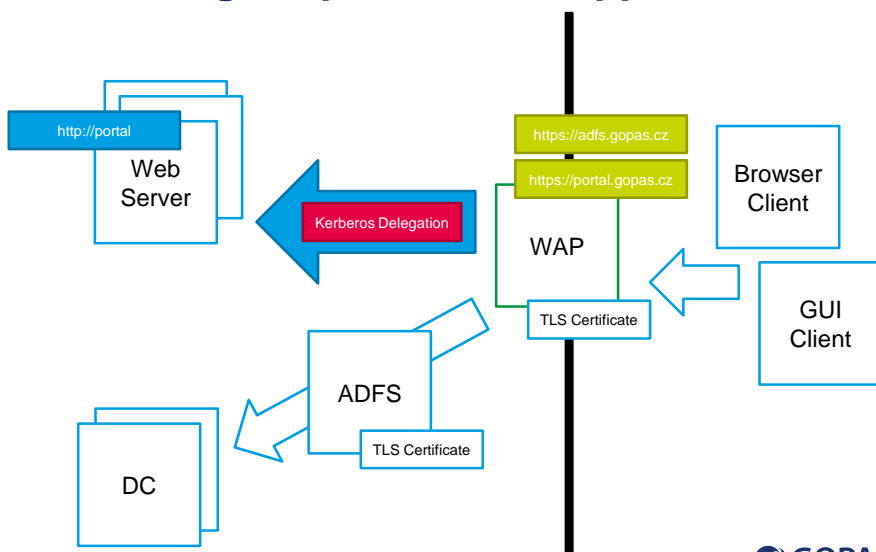 http://portal
Web
Server
Kerberos Delegation
https://adfs.gopas.cz
https://portal.gopas.cz
WAP
TLS Certificate
Browser
Client
GUI
Client
ADFS
TLS Certificate
DC